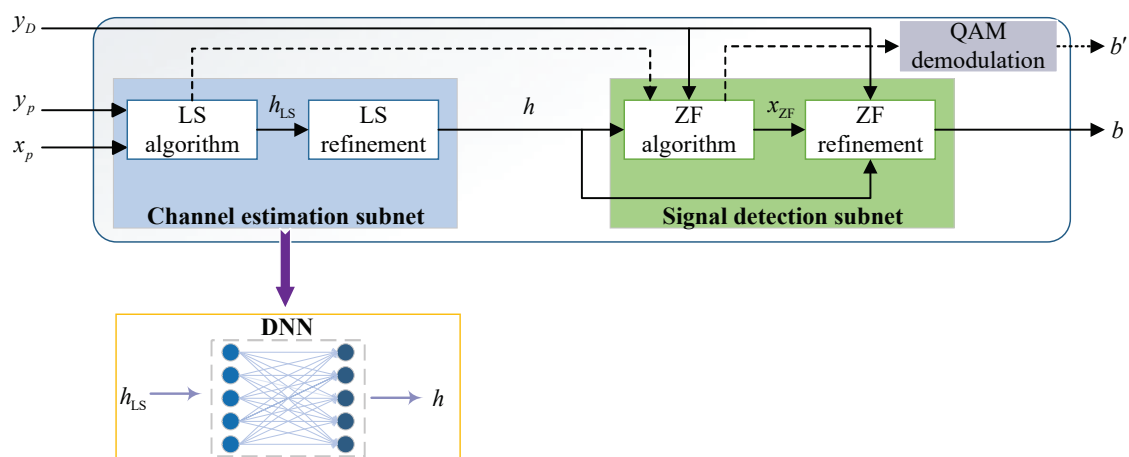 y_D
QAM
demodulation
b′
y_p
x_p
LS
algorithm
h_LS
LS
refinement
h
ZF
algorithm
x_ZF
ZF
refinement
b
Channel estimation subnet
Signal detection subnet
DNN
h_LS
h